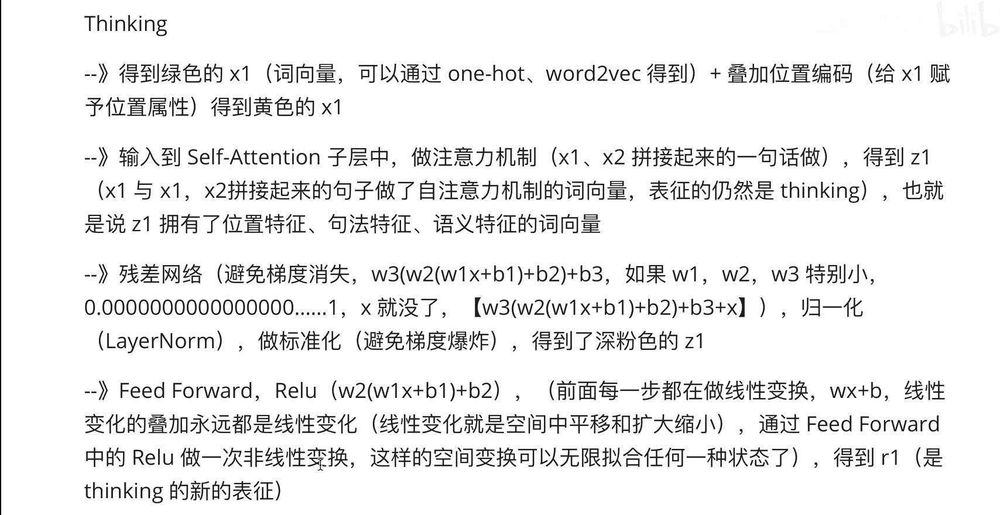 Thinking
--》得到绿色的 x1（词向量，可以通过 one-hot、word2vec 得到）+ 叠加位置编码（给 x1 赋
予位置属性）得到黄色的 x1
--》输入到 Self-Attention 子层中，做注意力机制（x1、x2 拼接起来的一句话做），得到 z1
（x1 与 x1，x2拼接起来的句子做了自注意力机制的词向量，表征的仍然是 thinking），也就
是说 z1 拥有了位置特征、句法特征、语义特征的词向量
--》残差网络（避免梯度消失，w3(w2(w1x+b1)+b2)+b3，如果 w1，w2，w3 特别小，
0.0000000000000000……1，x 就没了，【w3(w2(w1x+b1)+b2)+b3+x】），归一化
（LayerNorm），做标准化（避免梯度爆炸），得到了深粉色的 z1
--》Feed Forward，Relu（w2(w1x+b1)+b2），（前面每一步都在做线性变换，wx+b，线性
变化的叠加永远都是线性变化（线性变化就是空间中平移和扩大缩小），通过 Feed Forward
中的 Relu 做一次非线性变换，这样的空间变换可以无限拟合任何一种状态了），得到 r1（是
thinking 的新的表征）